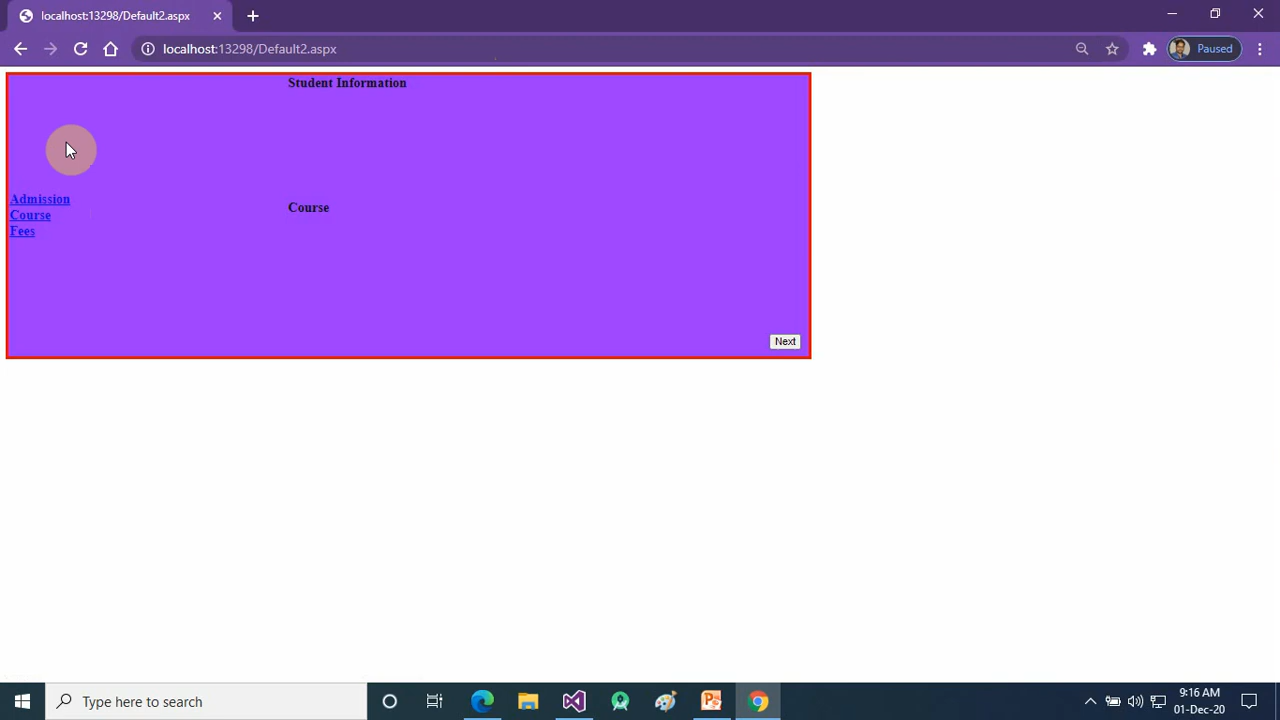 localhost:13298/Default2.aspx
localhost:13298/Default2.aspx
Paused
Student Information
Admission
Course
Course
Fees
Next
Type here to search
9:16 AM
01-Dec-20